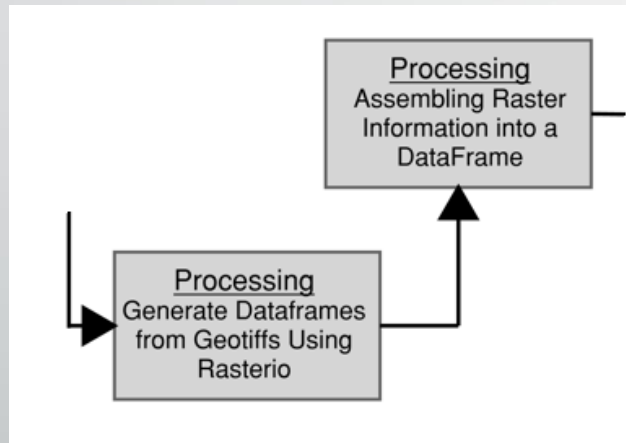 Processing
Assembling Raster
Information into a
DataFrame
Processing
Generate Dataframes
from Geotiffs Using
Rasterio